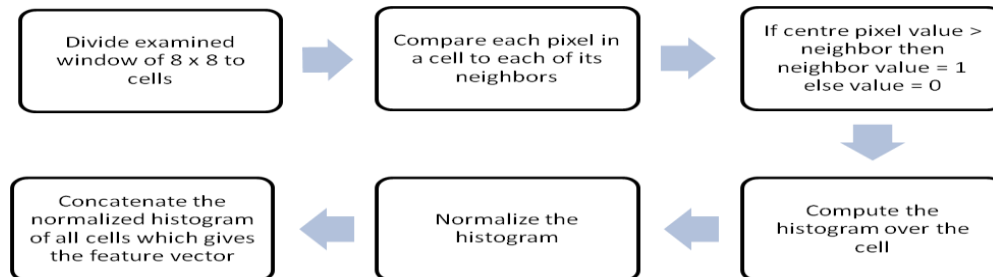 Divide examined
window of 8 x 8 to
cells
Compare each pixel in
a cell to each of its
neighbors
If centre pixel value >
neighbor then
neighbor value = 1
else value = 0
Compute the
histogram over the
cell
Normalize the
histogram
Concatenate the
normalized histogram
of all cells which gives
the feature vector